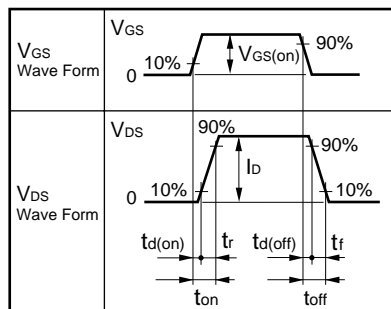 VGS
Wave Form
VGS
10%
0
VGS(on)
90%
VDS
Wave Form
VDS
90%
10%
0
ID
90%
10%
td(on) tr td(off) tf
ton toff